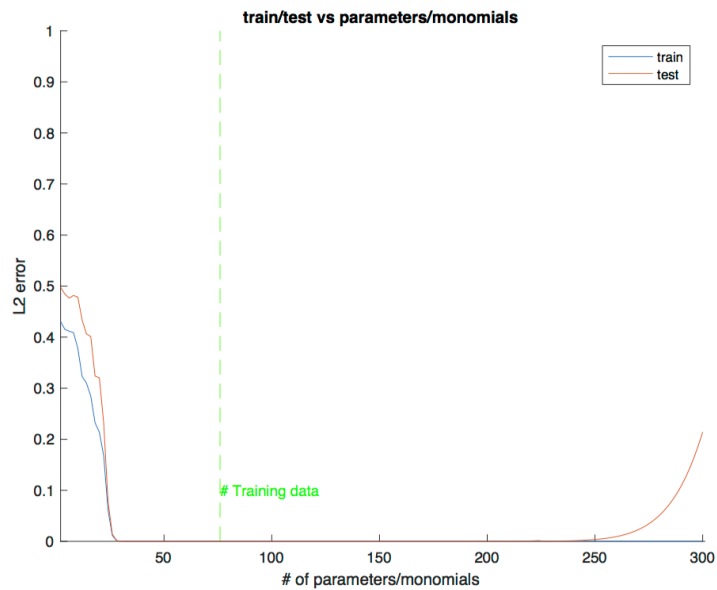 train/test vs parameters/monomials
train
test
L2 error
1
0.9
0.8
0.7
0.6
0.5
0.4
0.3
0.2
0.1
0
# Training data
50
100
150
200
250
300
# of parameters/monomials